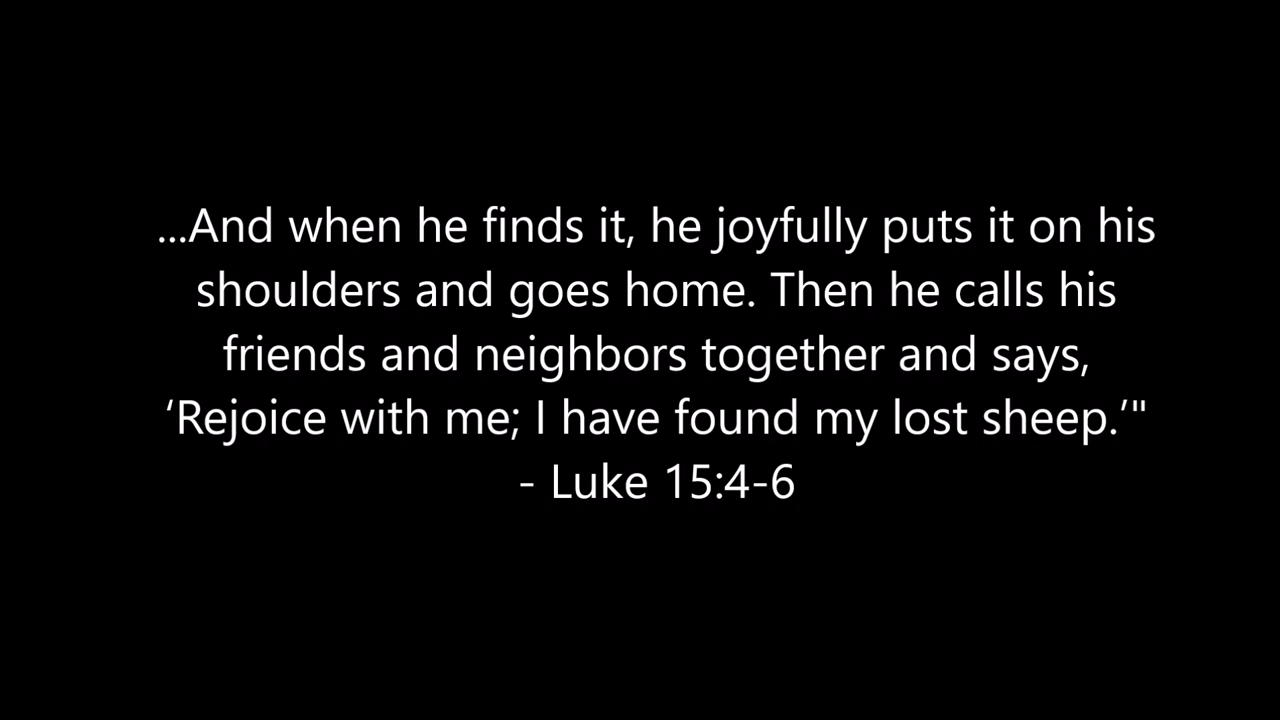 ...And when he finds it, he joyfully puts it on his
shoulders and goes home. Then he calls his
friends and neighbors together and says,
‘Rejoice with me; I have found my lost sheep.’"
- Luke 15:4-6